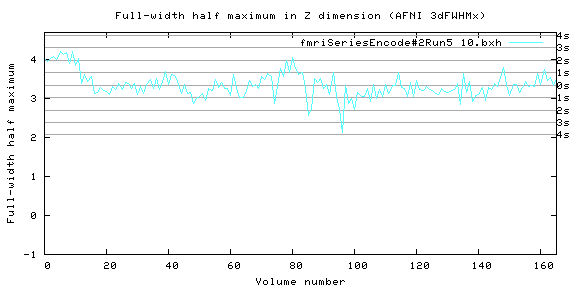 Full-width half maximum in Z dimension (AFNI 3dFWHMx)
fmriSeriesEncode#2Run5 10.bxh
Full-width half maximum
4
3
2
1
0
-1
4s
3s
2s
1s
0s
1s
2s
3s
4s
0 20 40 60 80 100 120 140 160
Volume number